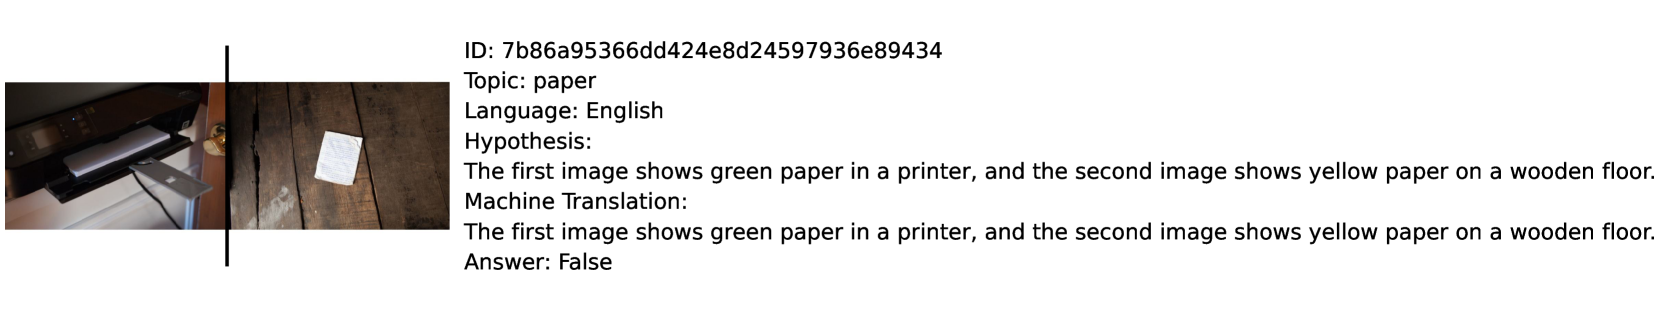 ID: 7b86a95366dd424e8d24597936e89434
Topic: paper
Language: English
Hypothesis:
The first image shows green paper in a printer, and the second image shows yellow paper on a wooden floor.
Machine Translation:
The first image shows green paper in a printer, and the second image shows yellow paper on a wooden floor.
Answer: False